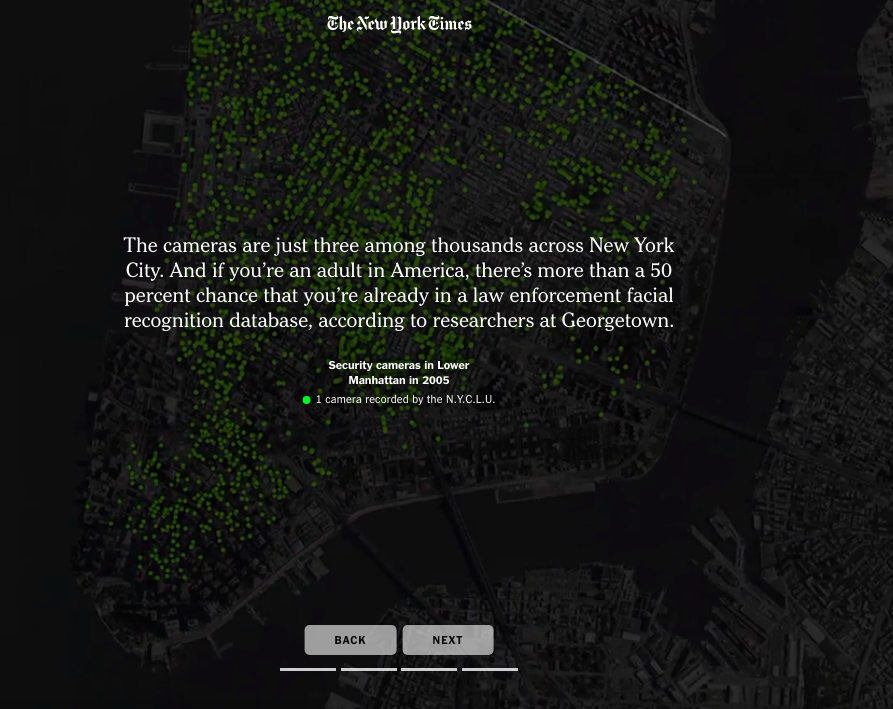 The New York Times
The cameras are just three among thousands across New York
City. And if you’re an adult in America, there’s more than a 50
percent chance that you’re already in a law enforcement facial
recognition database, according to researchers at Georgetown.
Security cameras in Lower
Manhattan in 2005
1 camera recorded by the N.Y.C.L.U.
BACK
NEXT